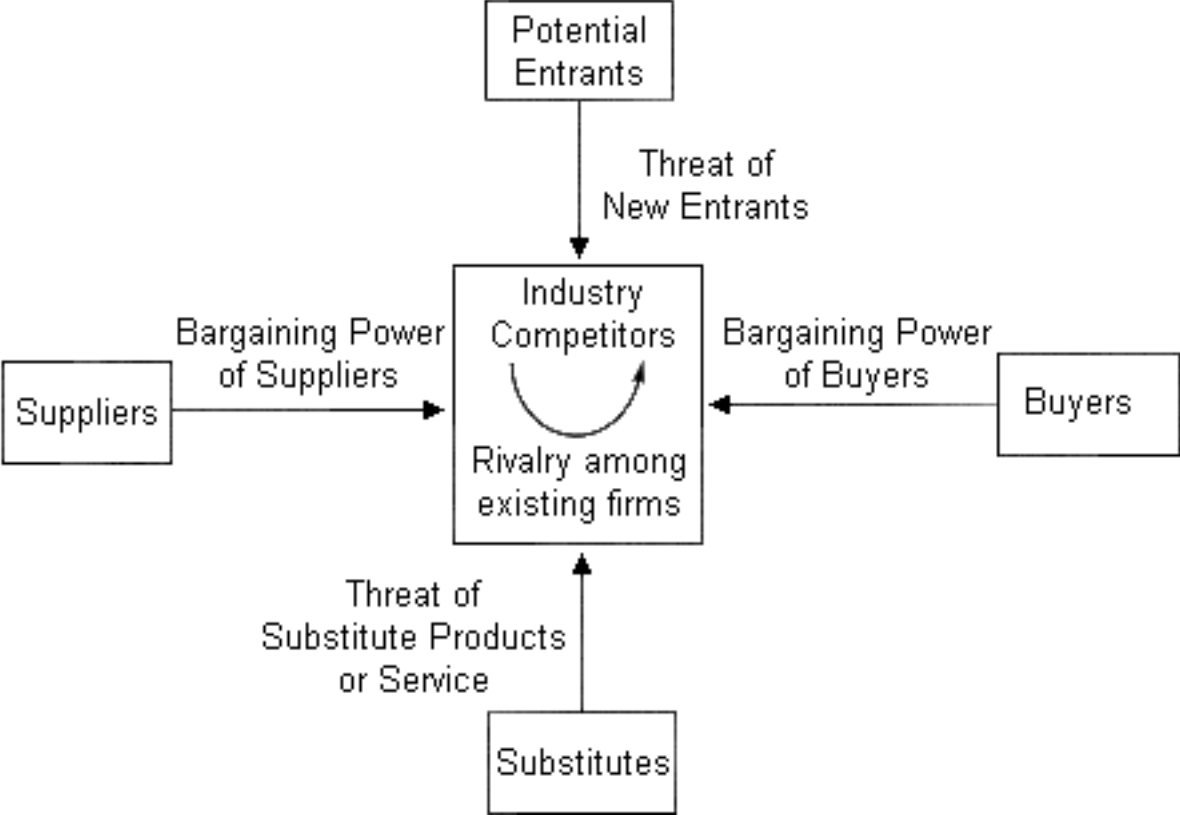 Potential
Entrants
Threat of
New Entrants
Industry
Competitors
Bargaining Power
of Suppliers
Bargaining Power
of Buyers
Suppliers
Buyers
Rivalry among
existing firms
Threat of
Substitute Products
or Service
Substitutes